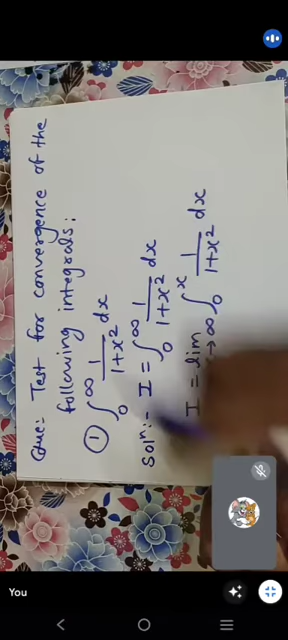 Que: Test for convergence of the
following integrals:
① ∫₀^∞ 1/(1+x²) dx
Solⁿ:- I = ∫₀^∞ 1/(1+x²) dx
I = lim →∞ ∫₀^x 1/(1+x²) dx
You